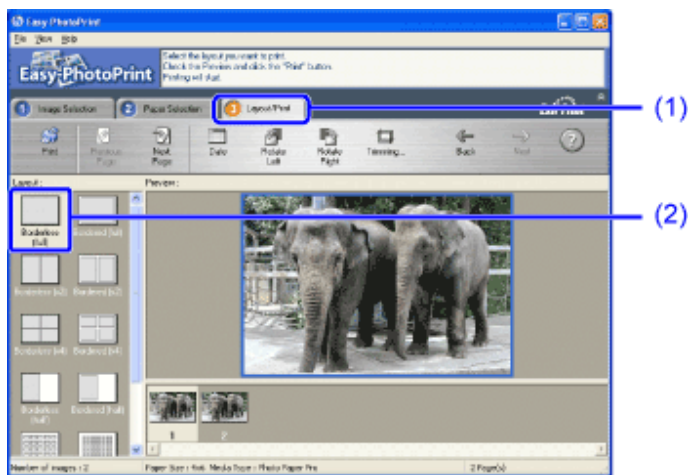 Easy-PhotoPrint
File View Help
Easy-PhotoPrint
Select the layout you want to print.
Check the Preview and click the "Print" button.
Printing will start.
1 Image Selection 2 Paper Selection 3 Layout/Print
(1)
Print Previous Page Next Page Date Rotate Left Rotate Right Trimming... Back Next ?
Layout : Preview :
Borderless (full) Bordered (full)
(2)
Borderless (x2) Bordered (x2)
Borderless (x4) Bordered (x4)
Borderless (half) Bordered (half)
1 2
Number of images : 2 Paper Size : 4x6 Media Type : Photo Paper Pro 2 Page(s)